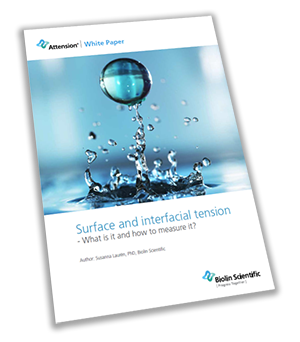 Attension® | White Paper
Surface and interfacial tension
- What is it and how to measure it?
Author: Susanna Laurén, PhD, Biolin Scientific
Biolin Scientific
[ Progress Together ]